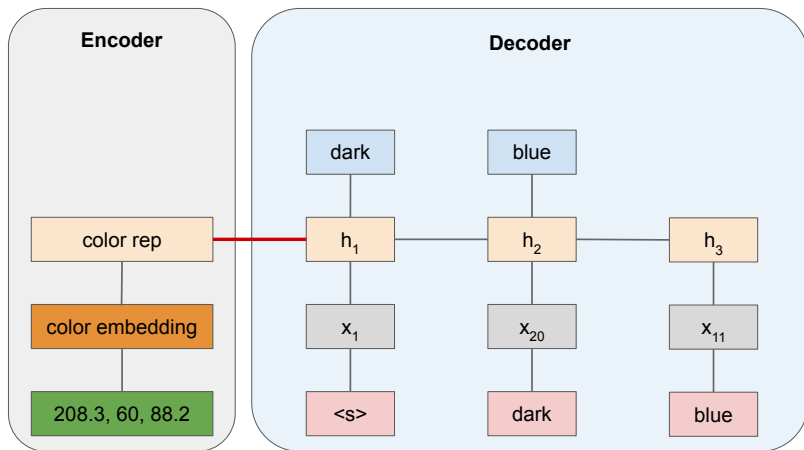 Encoder
Decoder
dark
blue
color rep
h₁
h₂
h₃
color embedding
x₁
x₂₀
x₁₁
208.3, 60, 88.2
<s>
dark
blue